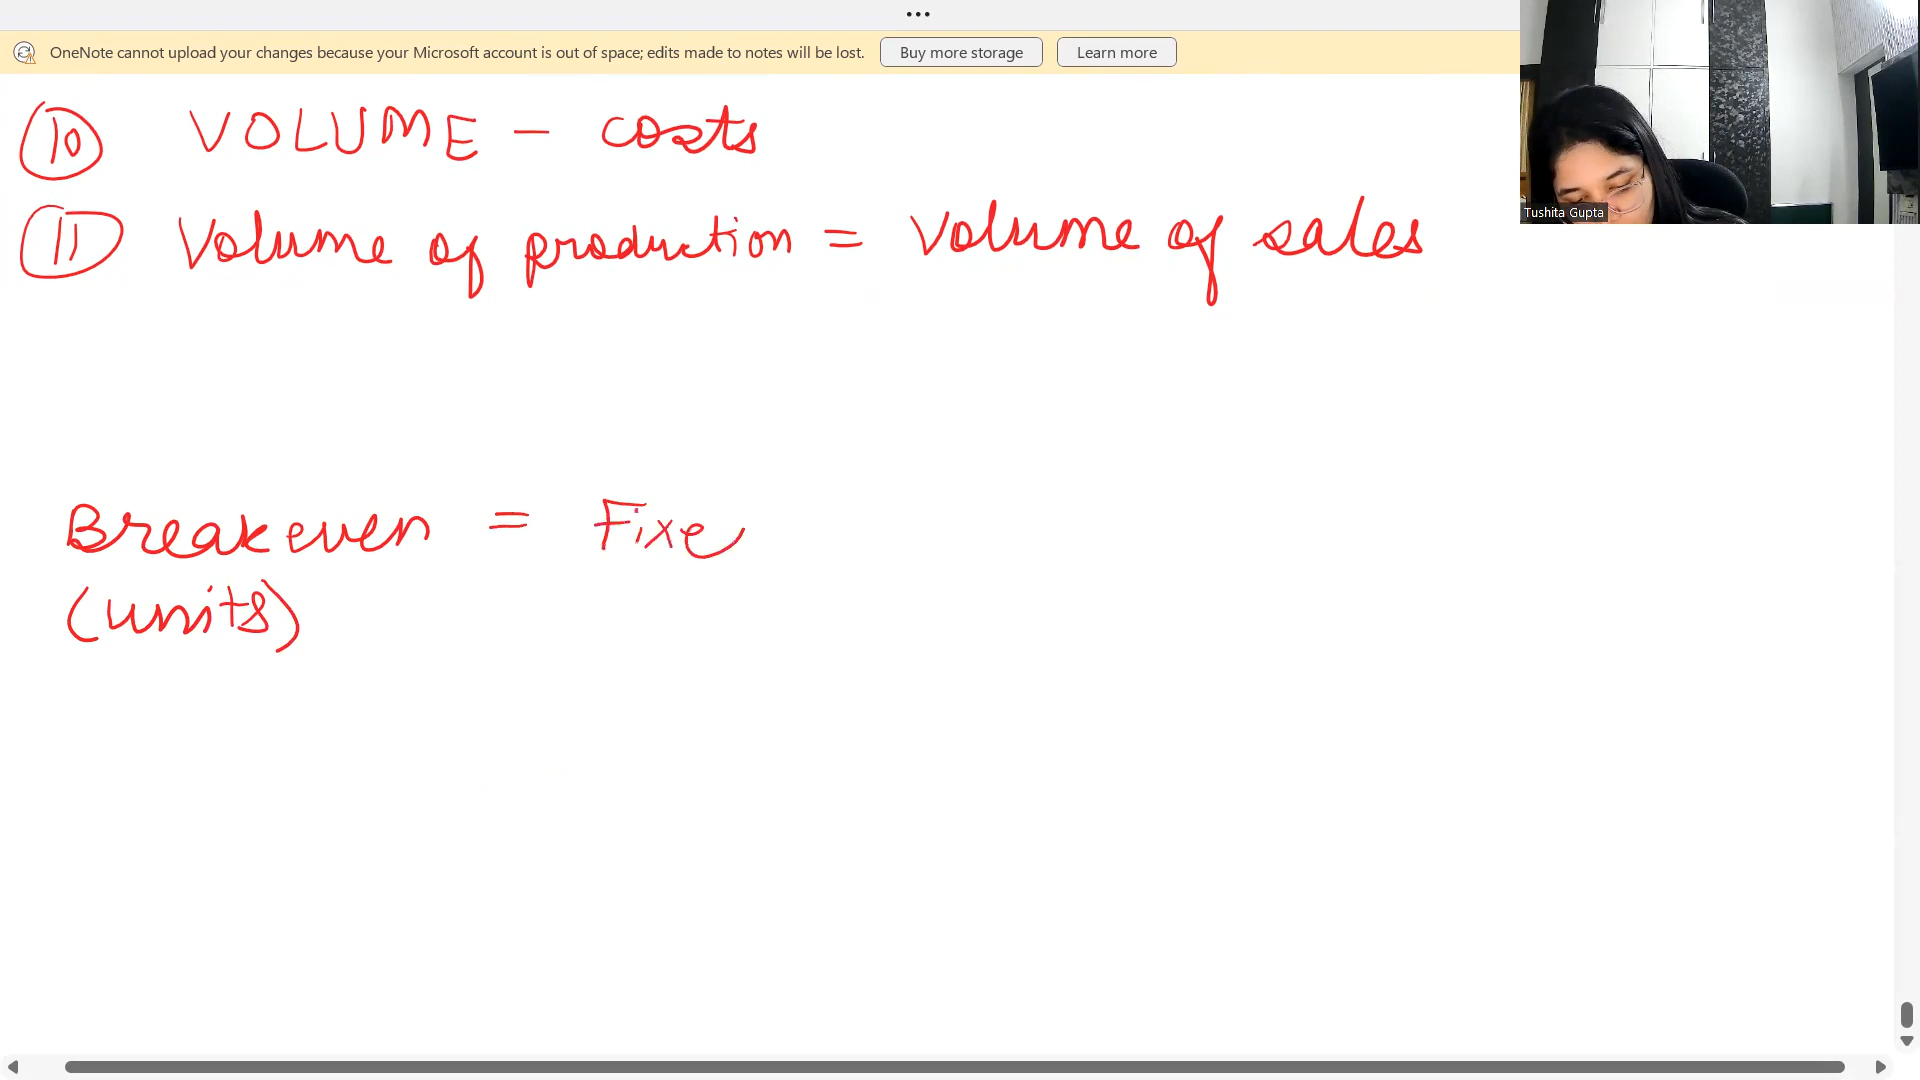 •••
OneNote cannot upload your changes because your Microsoft account is out of space; edits made to notes will be lost. Buy more storage Learn more
Tushita Gupta
10 VOLUME - costs
11 Volume of production = Volume of sales
Breakeven = Fixe
(units)